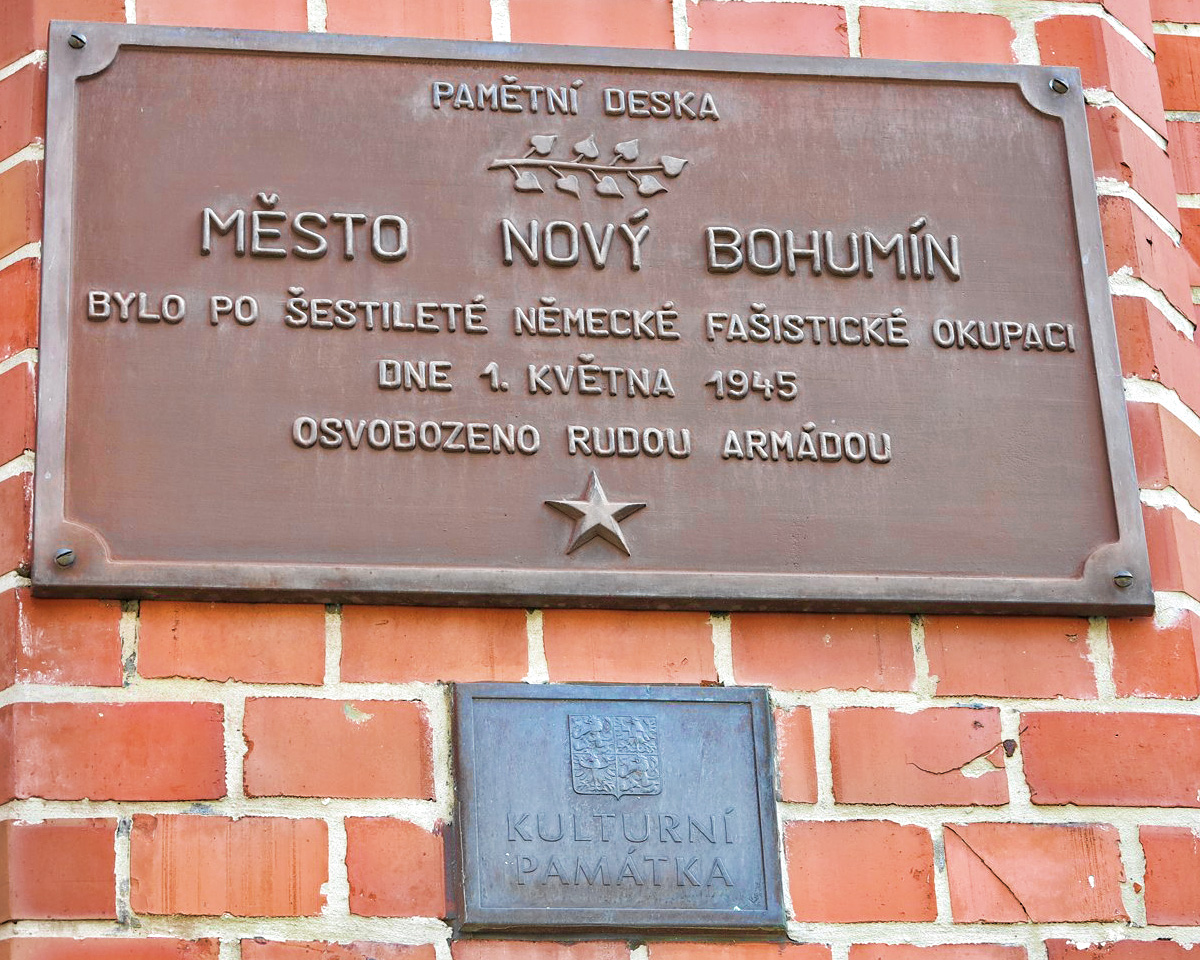 PAMĚTNÍ DESKA
MĚSTO NOVÝ BOHUMÍN
BYLO PO ŠESTILETÉ NĚMECKÉ FAŠISTICKÉ OKUPACI
DNE 1. KVĚTNA 1945
OSVOBOZENO RUDOU ARMÁDOU
KULTURNÍ
PAMÁTKA